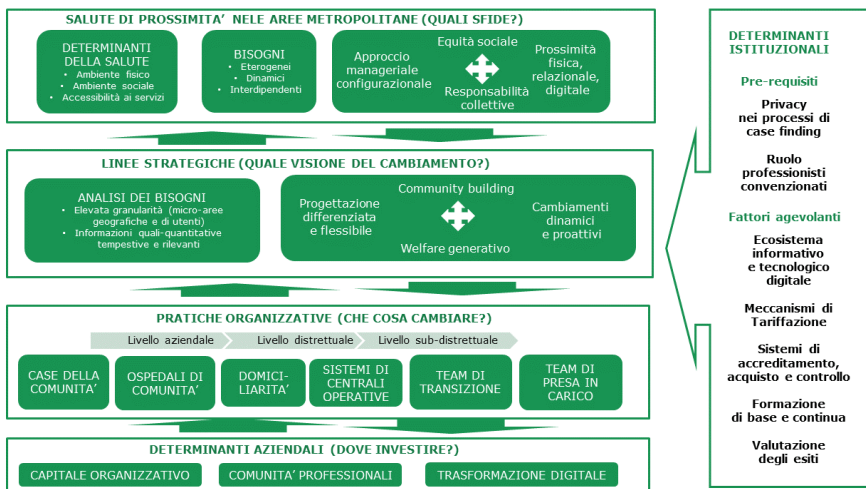 SALUTE DI PROSSIMITA’ NELE AREE METROPOLITANE (QUALI SFIDE?)
DETERMINANTI
DELLA SALUTE
• Ambiente fisico
• Ambiente sociale
• Accessibilità ai servizi
BISOGNI
• Eterogenei
• Dinamici
• Interdipendenti
Approccio
manageriale
configurazionale
Equità sociale
Responsabilità
collettive
Prossimità
fisica,
relazionale,
digitale
LINEE STRATEGICHE (QUALE VISIONE DEL CAMBIAMENTO?)
ANALISI DEI BISOGNI
• Elevata granularità (micro-aree
geografiche e di utenti)
• Informazioni quali-quantitative
tempestive e rilevanti
Progettazione
differenziata
e flessibile
Community building
Welfare generativo
Cambiamenti
dinamici
e proattivi
PRATICHE ORGANIZZATIVE (CHE COSA CAMBIARE?)
Livello aziendale
Livello distrettuale
Livello sub-distrettuale
CASE DELLA
COMUNITA’
OSPEDALI DI
COMUNITA’
DOMICI-
LIARITA’
SISTEMI DI
CENTRALI
OPERATIVE
TEAM DI
TRANSIZIONE
TEAM DI
PRESA IN
CARICO
DETERMINANTI AZIENDALI (DOVE INVESTIRE?)
CAPITALE ORGANIZZATIVO
COMUNITA’ PROFESSIONALI
TRASFORMAZIONE DIGITALE
DETERMINANTI
ISTITUZIONALI
Pre-requisiti
Privacy
nei processi di
case finding
Ruolo
professionisti
convenzionati
Fattori agevolanti
Ecosistema
informativo
e tecnologico
digitale
Meccanismi di
Tariffazione
Sistemi di
accreditamento,
acquisto e controllo
Formazione
di base e continua
Valutazione
degli esiti